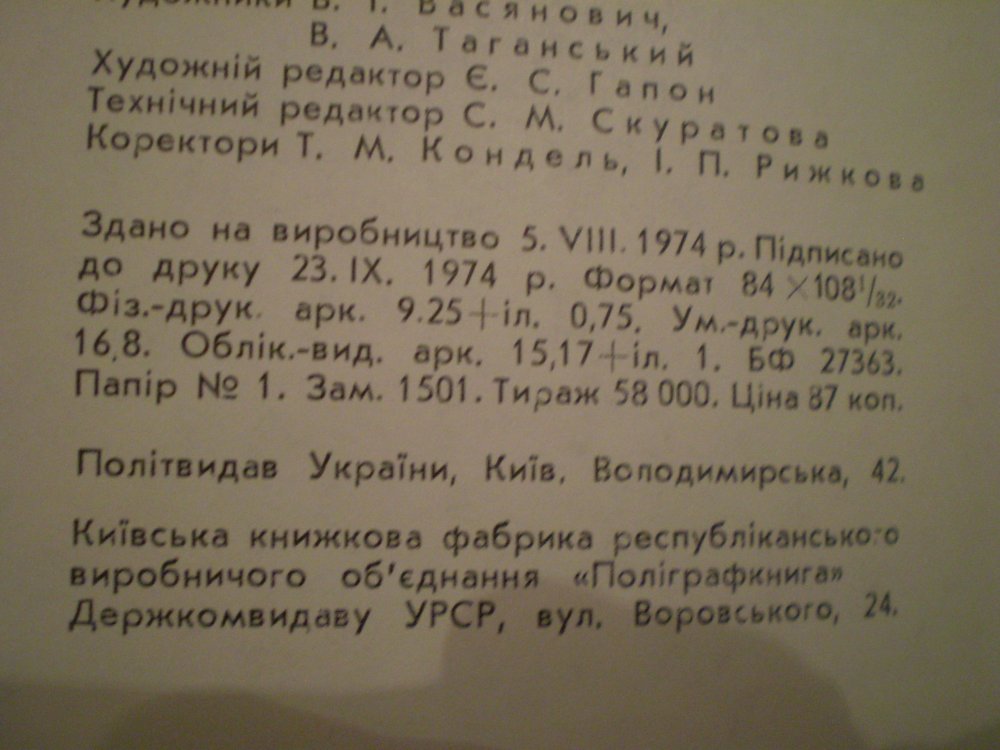 Художники В. І. Васянович,
В. А. Таганський
Художній редактор Є. С. Гапон
Технічний редактор С. М. Скуратова
Коректори Т. М. Кондель, І. П. Рижкова
Здано на виробництво 5. VIII. 1974 р. Підписано
до друку 23. IX. 1974 р. Формат 84×108¹/₃₂.
Фіз.-друк. арк. 9.25+іл. 0,75. Ум.-друк. арк.
16,8. Облік.-вид. арк. 15,17+іл. 1. БФ 27363.
Папір № 1. Зам. 1501. Тираж 58 000. Ціна 87 коп.
Політвидав України, Київ, Володимирська, 42.
Київська книжкова фабрика республіканського
виробничого об'єднання «Поліграфкнига»
Держкомвидаву УРСР, вул. Воровського, 24.